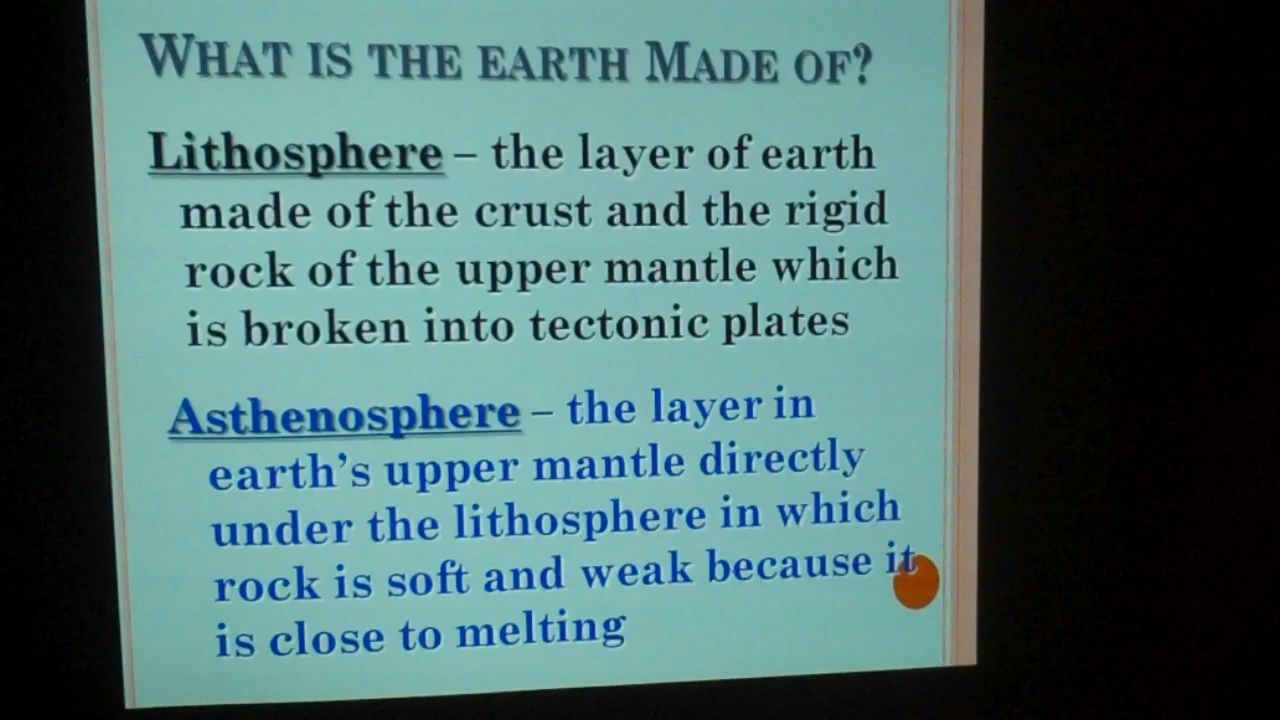 WHAT IS THE EARTH MADE OF?
Lithosphere – the layer of earth
made of the crust and the rigid
rock of the upper mantle which
is broken into tectonic plates
Asthenosphere – the layer in
earth's upper mantle directly
under the lithosphere in which
rock is soft and weak because it
is close to melting